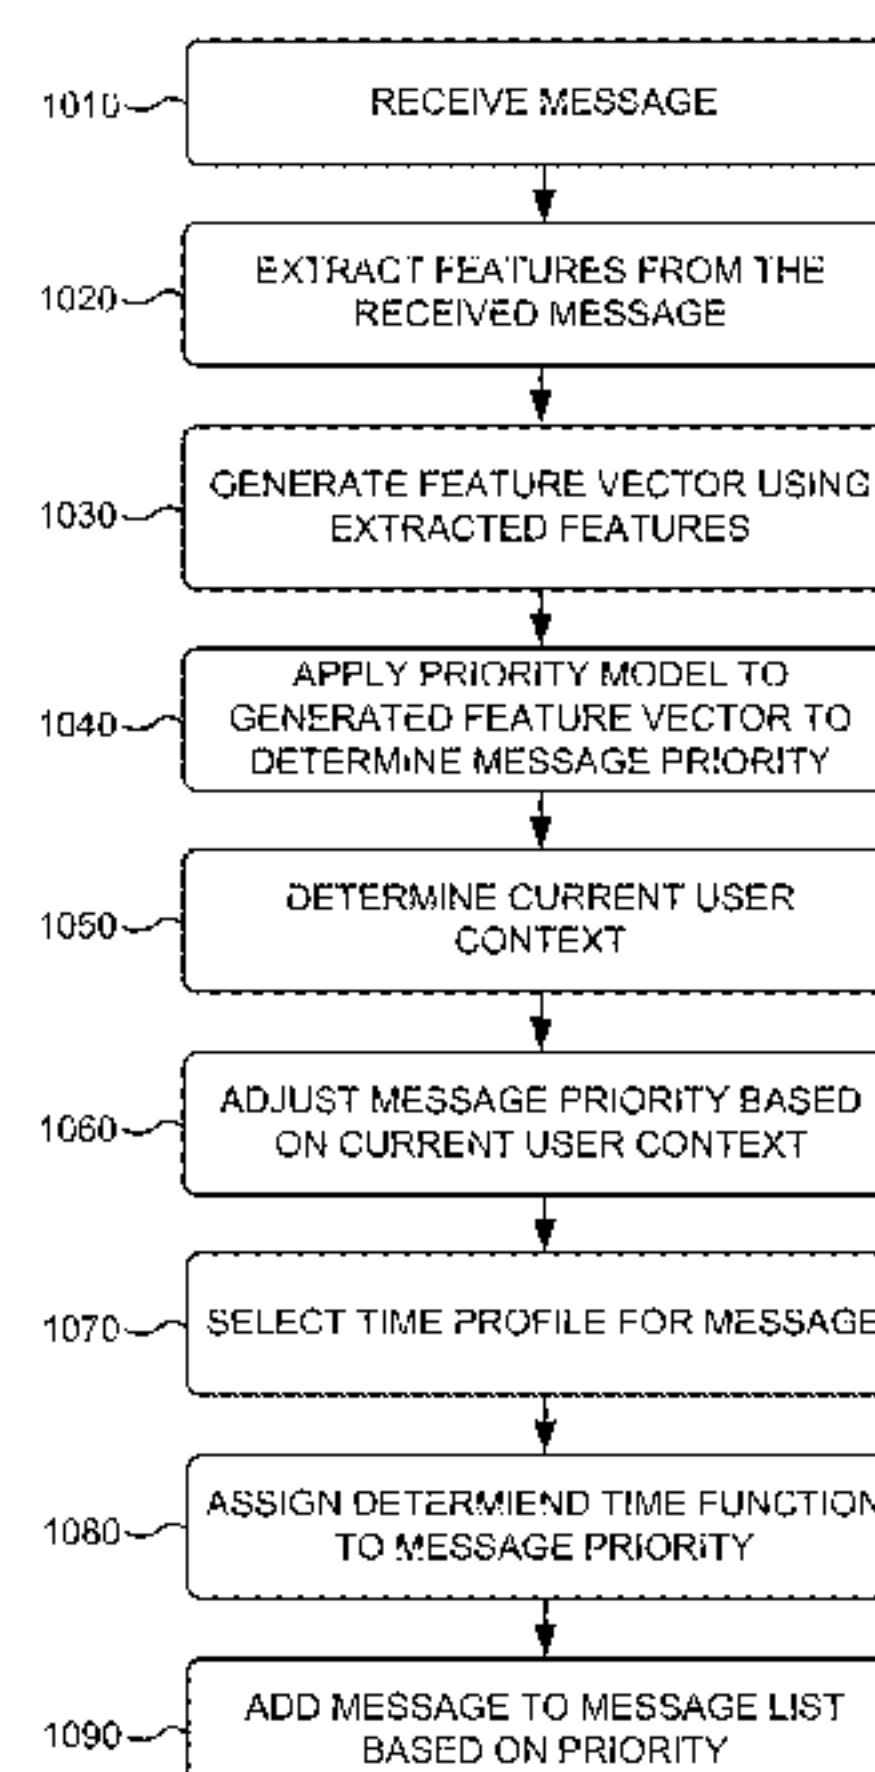 1010
RECEIVE MESSAGE
1020
EXTRACT FEATURES FROM THE
RECEIVED MESSAGE
1030
GENERATE FEATURE VECTOR USING
EXTRACTED FEATURES
1040
APPLY PRIORITY MODEL TO
GENERATED FEATURE VECTOR TO
DETERMINE MESSAGE PRIORITY
1050
DETERMINE CURRENT USER
CONTEXT
1060
ADJUST MESSAGE PRIORITY BASED
ON CURRENT USER CONTEXT
1070
SELECT TIME PROFILE FOR MESSAGE
1080
ASSIGN DETERMIEND TIME FUNCTION
TO MESSAGE PRIORITY
1090
ADD MESSAGE TO MESSAGE LIST
BASED ON PRIORITY